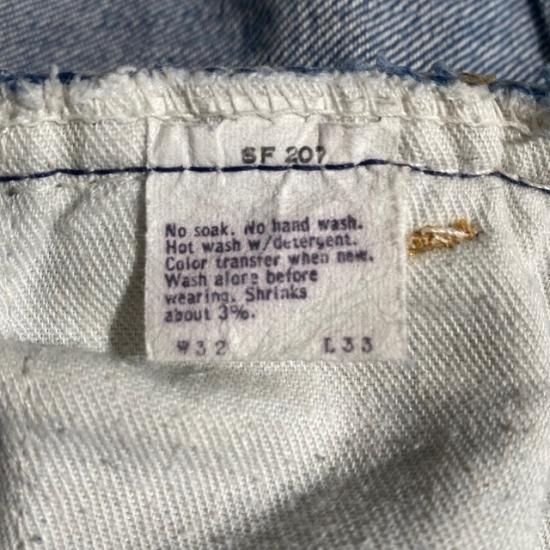 SF 207
No soak. No hand wash.
Hot wash w/detergent.
Color transfer when new.
Wash alone before
wearing. Shrinks
about 3%.
W32 L33